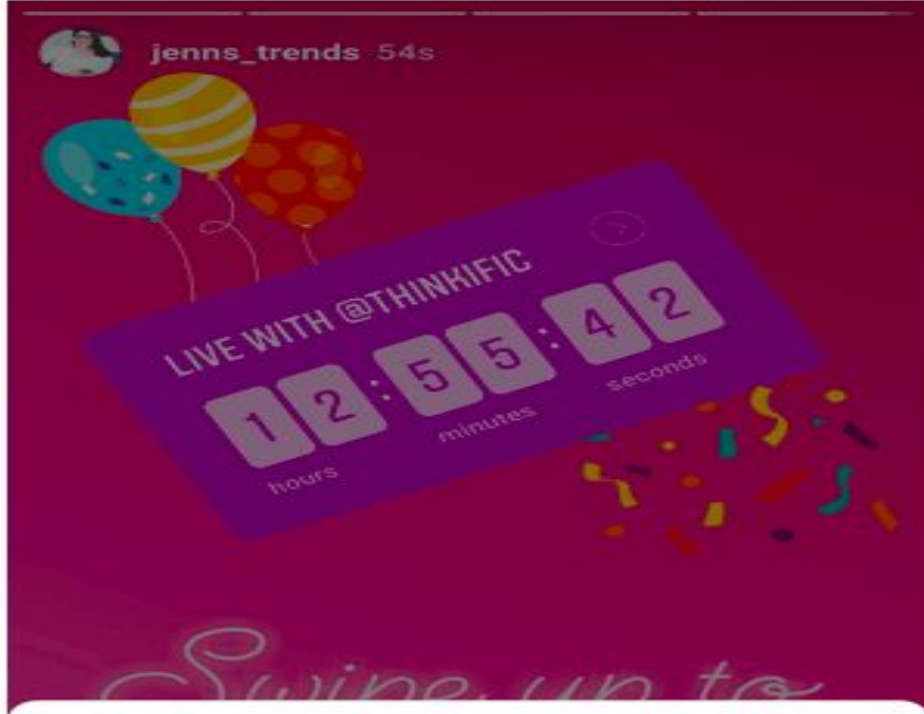 jenns_trends 54s
LIVE WITH @THINKIFIC
12:55:42
hours minutes seconds
Swipe up to